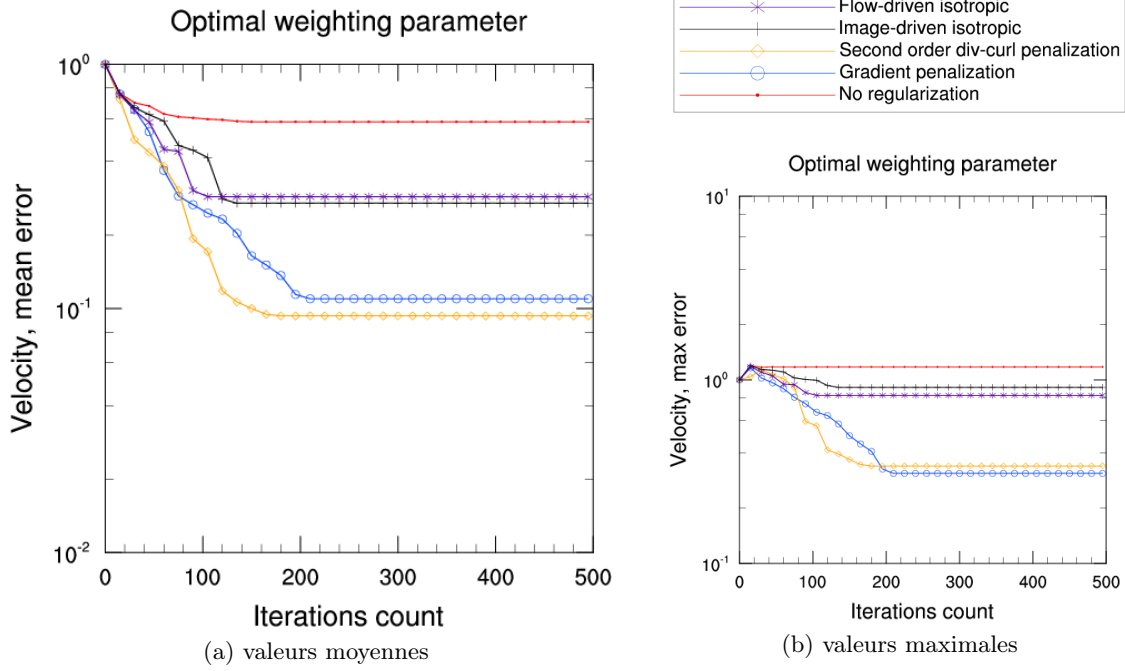 Optimal weighting parameter
10^0
10^-1
10^-2
Velocity, mean error
0 100 200 300 400 500
Iterations count
(a) valeurs moyennes
Flow-driven isotropic
Image-driven isotropic
Second order div-curl penalization
Gradient penalization
No regularization
Optimal weighting parameter
10^1
10^0
10^-1
Velocity, max error
0 100 200 300 400 500
Iterations count
(b) valeurs maximales